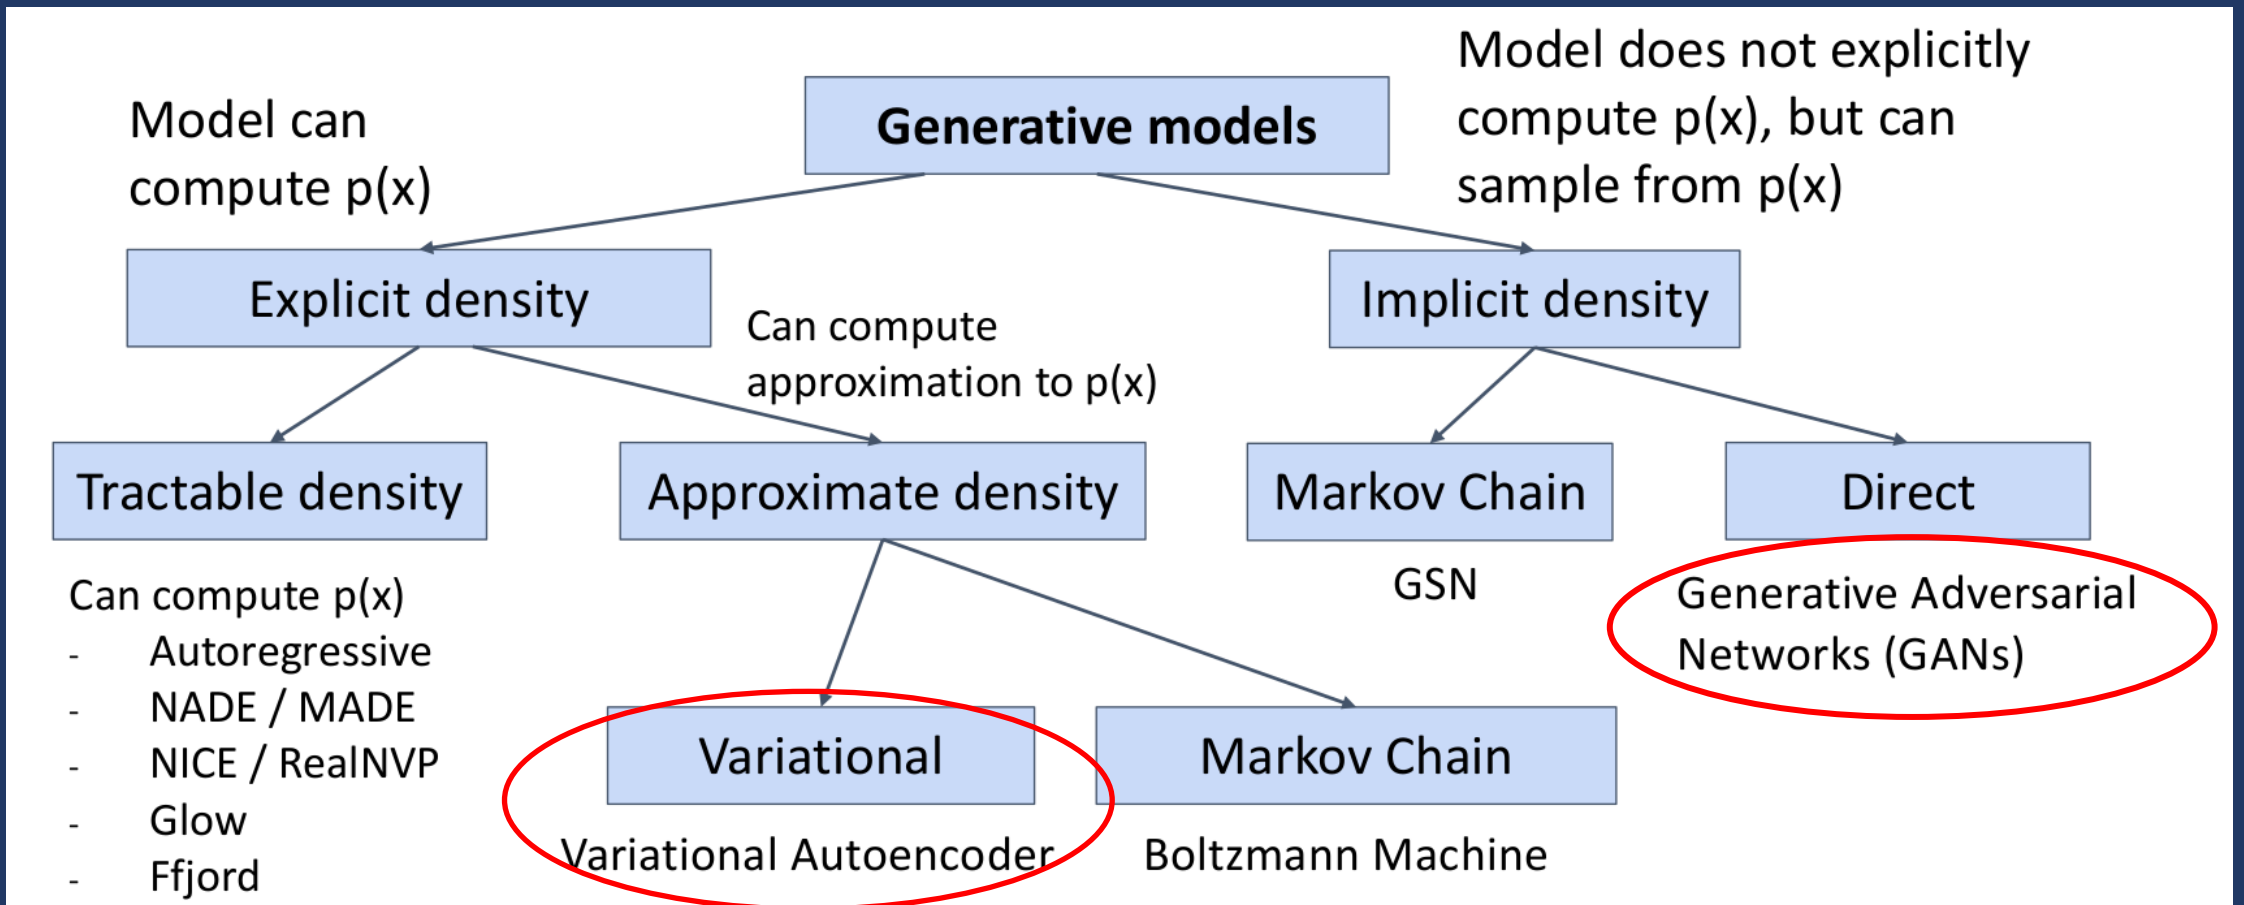 Model does not explicitly
compute p(x), but can
sample from p(x)
Generative models
Model can
compute p(x)
Explicit density
Implicit density
Can compute
approximation to p(x)
Tractable density
Approximate density
Markov Chain
Direct
Can compute p(x)
- Autoregressive
- NADE / MADE
- NICE / RealNVP
- Glow
- Ffjord
GSN
Generative Adversarial
Networks (GANs)
Variational
Markov Chain
Variational Autoencoder
Boltzmann Machine